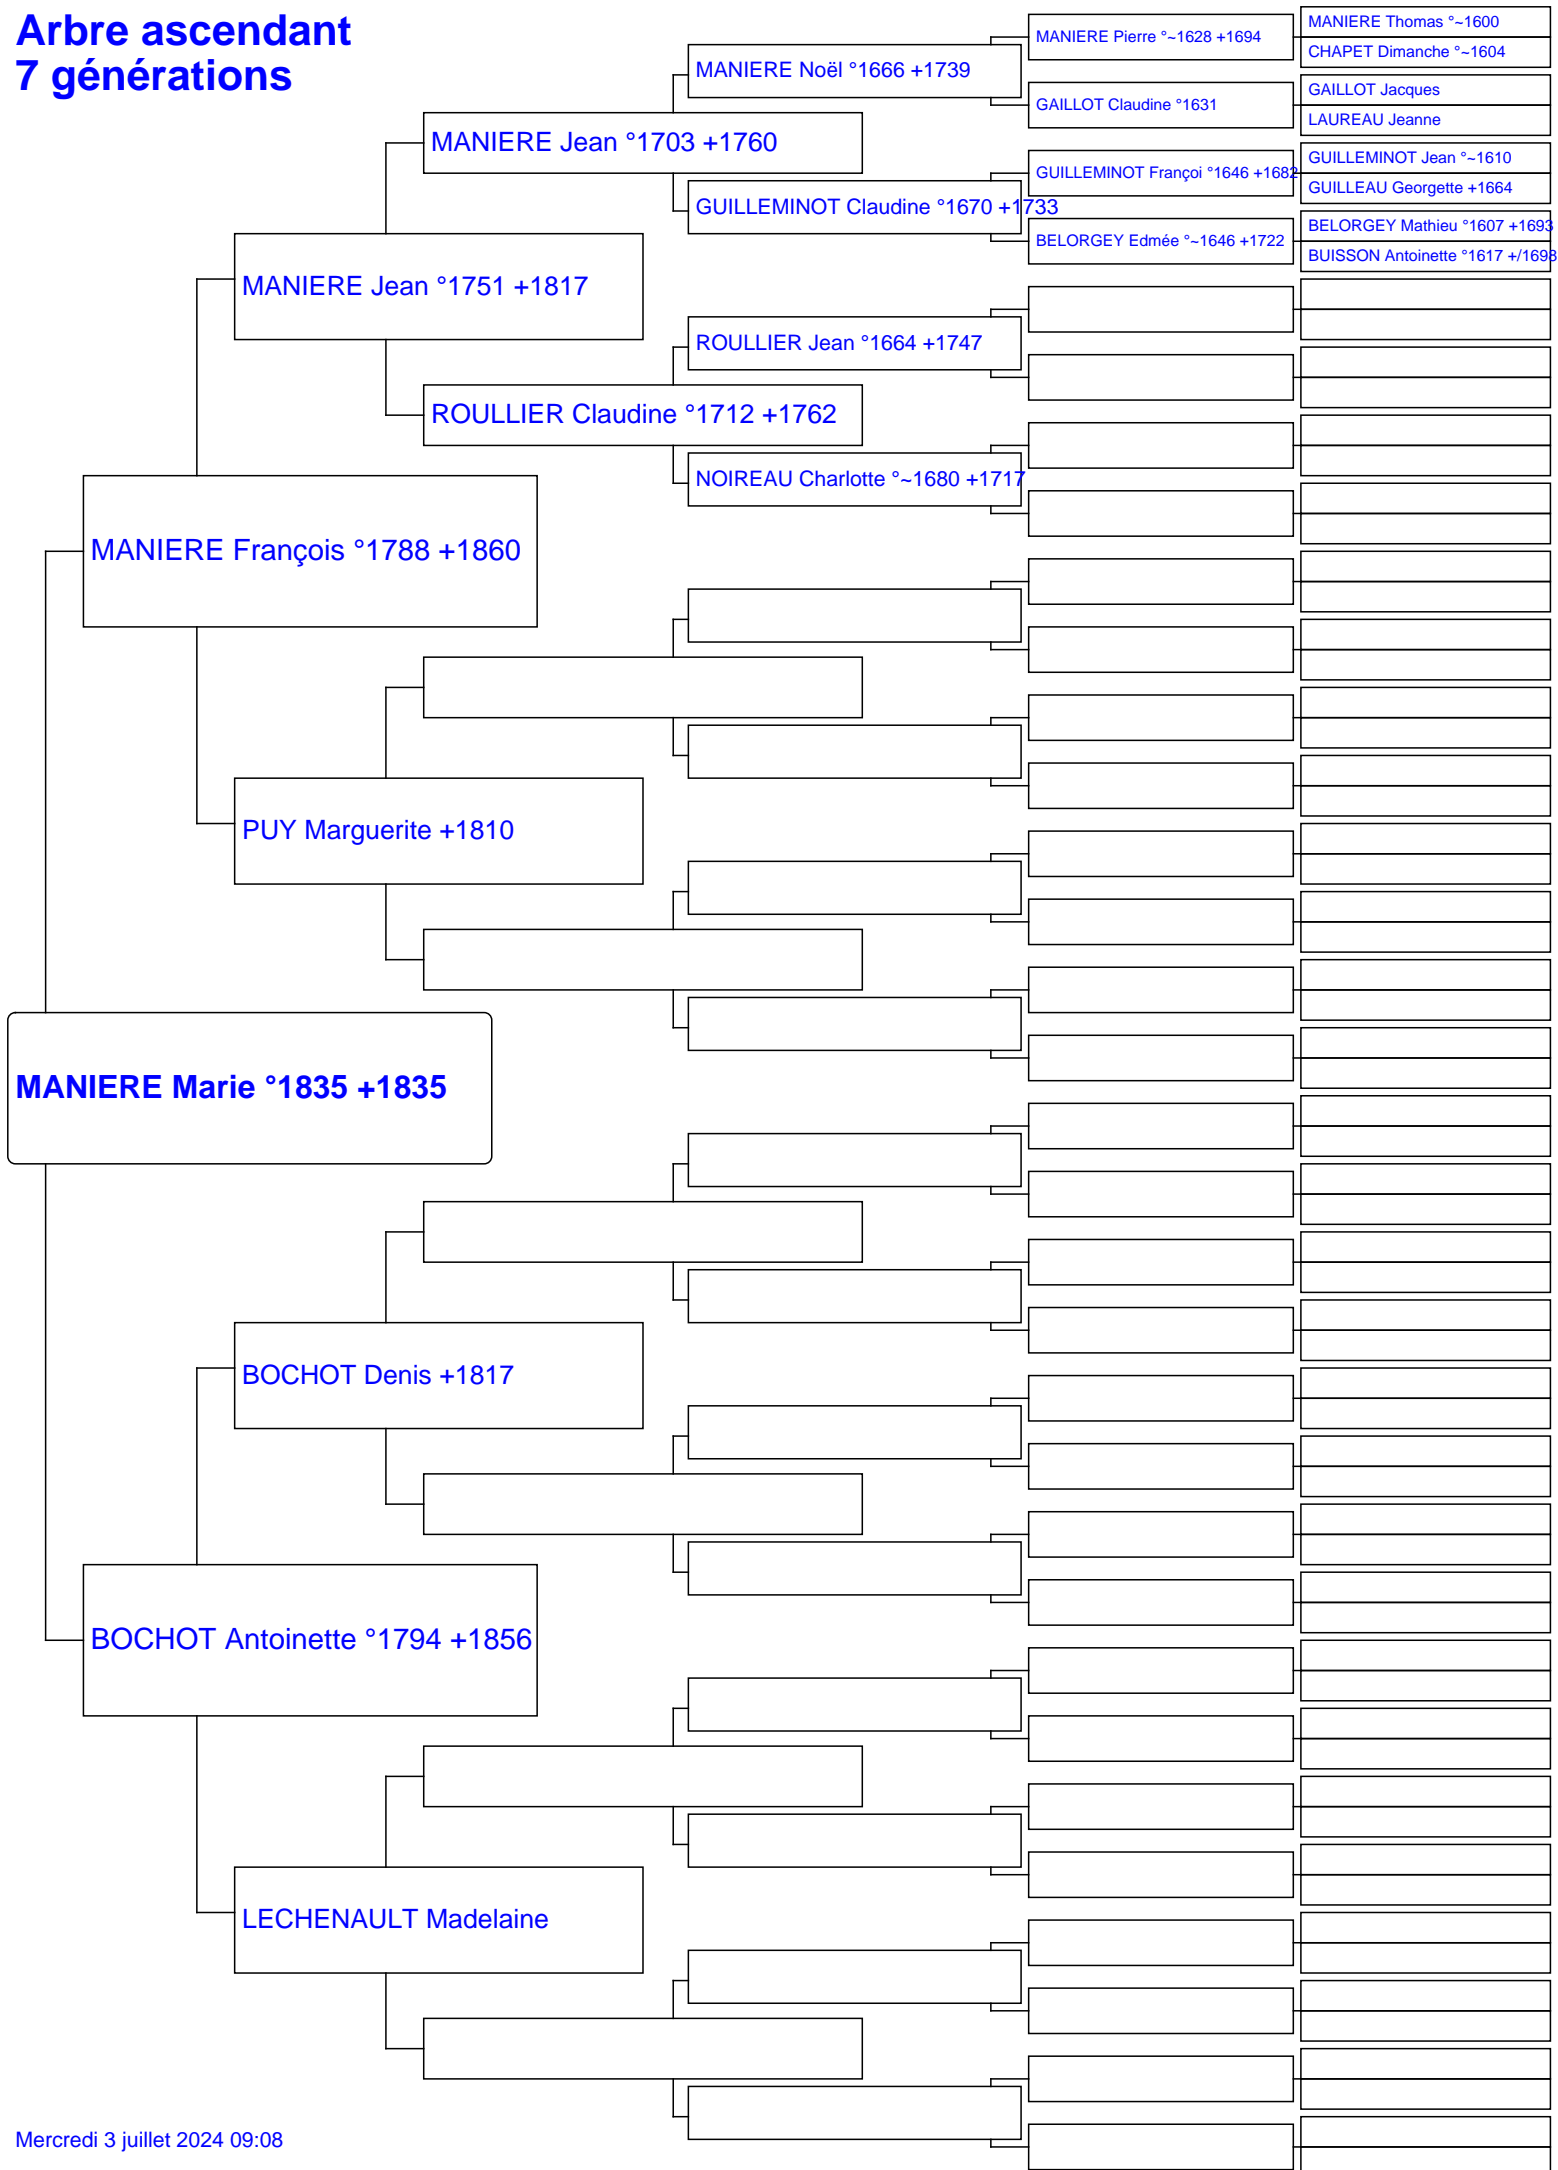 Arbre ascendant
7 générations
MANIERE Thomas °~1600
MANIERE Pierre °~1628 +1694
CHAPET Dimanche °~1604
MANIERE Noël °1666 +1739
GAILLOT Jacques
GAILLOT Claudine °1631
LAUREAU Jeanne
MANIERE Jean °1703 +1760
GUILLEMINOT Jean °~1610
GUILLEMINOT Françoi °1646 +1682
GUILLEAU Georgette +1664
GUILLEMINOT Claudine °1670 +1733
BELORGEY Mathieu °1607 +1693
BELORGEY Edmée °~1646 +1722
BUISSON Antoinette °1617 +/1698
MANIERE Jean °1751 +1817
ROULLIER Jean °1664 +1747
ROULLIER Claudine °1712 +1762
NOIREAU Charlotte °~1680 +1717
MANIERE François °1788 +1860
PUY Marguerite +1810
MANIERE Marie °1835 +1835
BOCHOT Denis +1817
BOCHOT Antoinette °1794 +1856
LECHENAULT Madelaine
Mercredi 3 juillet 2024 09:08